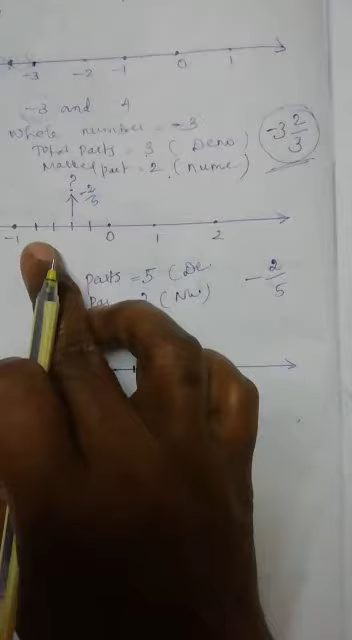 -3 -2 -1 0 1
-3 and 4
Whole number = -3
Total parts = 3 (Deno)
Marked part = 2 (Nume)
-3 2/3
?
-2/5
-1 0 1 2
parts = 5 (De
- 2/5